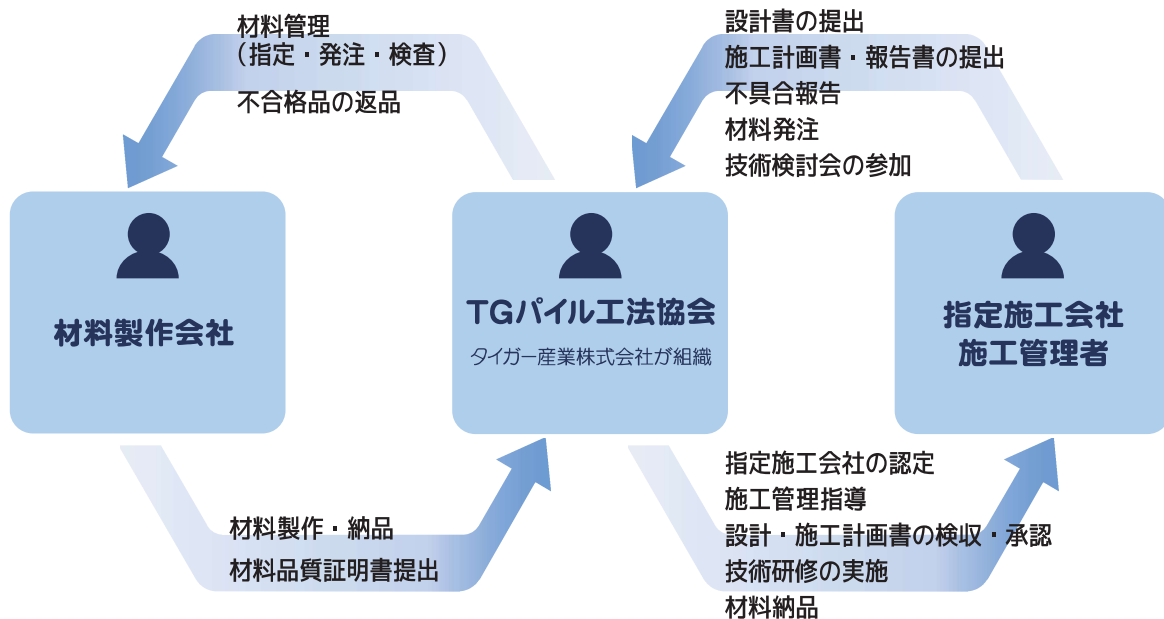 材料管理
(指定・発注・検査)
不合格品の返品
設計書の提出
施工計画書・報告書の提出
不具合報告
材料発注
技術検討会の参加
材料製作会社
TGパイル工法協会
タイガー産業株式会社が組織
指定施工会社
施工管理者
材料製作・納品
材料品質証明書提出
指定施工会社の認定
施工管理指導
設計・施工計画書の検収・承認
技術研修の実施
材料納品